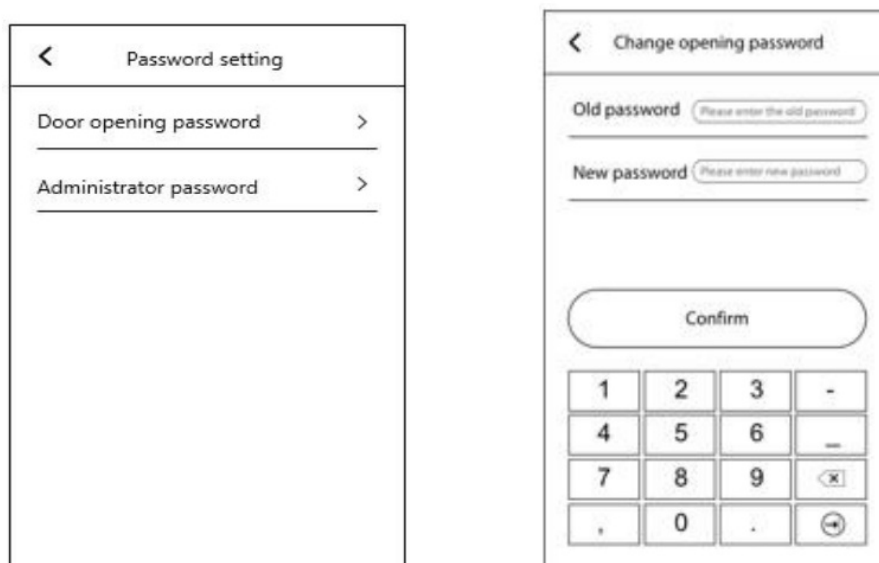 Password setting
Door opening password
Administrator password
Change opening password
Old password Please enter the old password
New password Please enter new password
Confirm
1 2 3 -
4 5 6 _
7 8 9
, 0 .